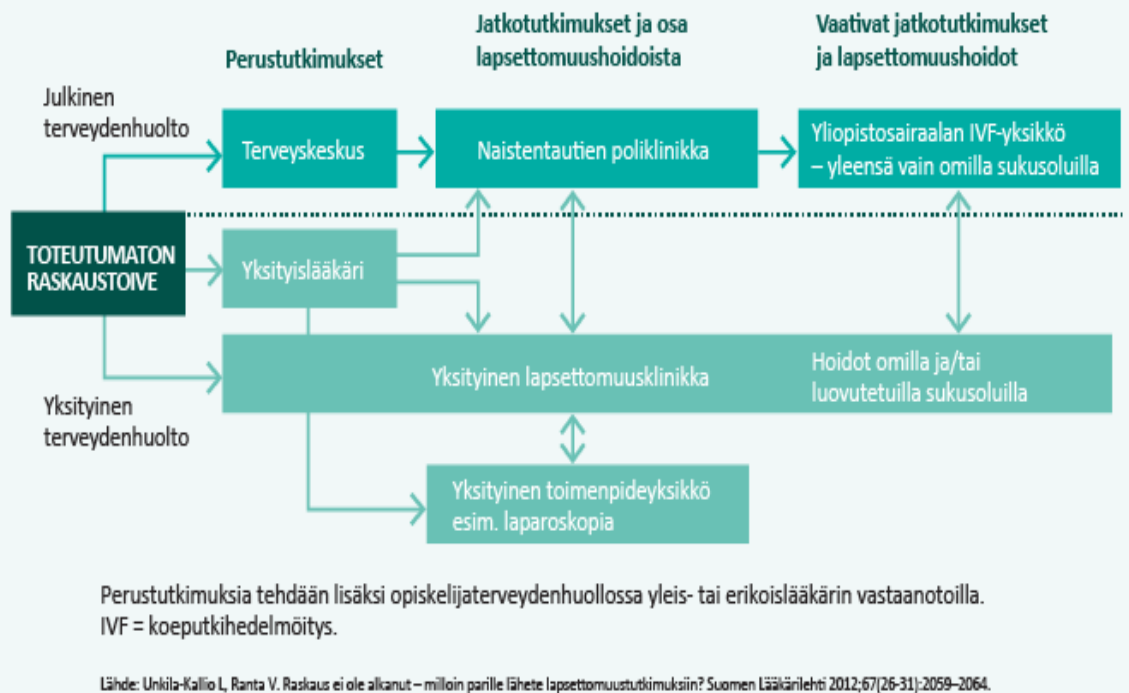 Perustutkimukset
Jatkotutkimukset ja osa
lapsettomuushoidoista
Vaativat jatkotutkimukset
ja lapsettomuushoidot
Julkinen
terveydenhuolto
Terveyskeskus
Naistentautien poliklinikka
Yliopistosairaalan IVF-yksikkö
– yleensä vain omilla sukusoluilla
TOTEUTUMATON
RASKAUSTOIVE
Yksityislääkäri
Yksityinen lapsettomuusklinikka
Hoidot omilla ja/tai
luovutetuilla sukusoluilla
Yksityinen
terveydenhuolto
Yksityinen toimenpideyksikkö
esim. laparoskopia
Perustutkimuksia tehdään lisäksi opiskelijaterveydenhuollossa yleis- tai erikoislääkärin vastaanotoilla.
IVF = koeputkihedelmöitys.
Lähde: Unkila-Kallio L, Ranta V. Raskaus ei ole alkanut – milloin parille lähete lapsettomuustutkimuksiin? Suomen Lääkärilehti 2012;67(26-31):2059–2064.